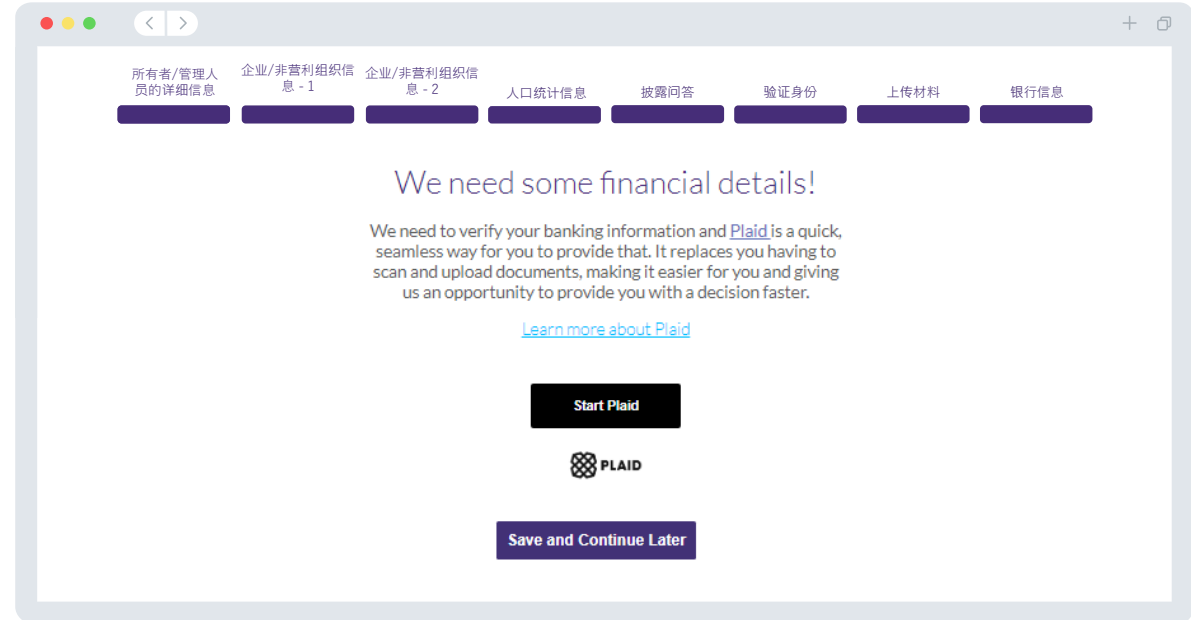 所有者/管理人
员的详细信息
企业/非营利组织信
息 - 1
企业/非营利组织信
息 - 2
人口统计信息
披露问答
验证身份
上传材料
银行信息
We need some financial details!
We need to verify your banking information and Plaid is a quick,
seamless way for you to provide that. It replaces you having to
scan and upload documents, making it easier for you and giving
us an opportunity to provide you with a decision faster.
Learn more about Plaid
Start Plaid
PLAID
Save and Continue Later